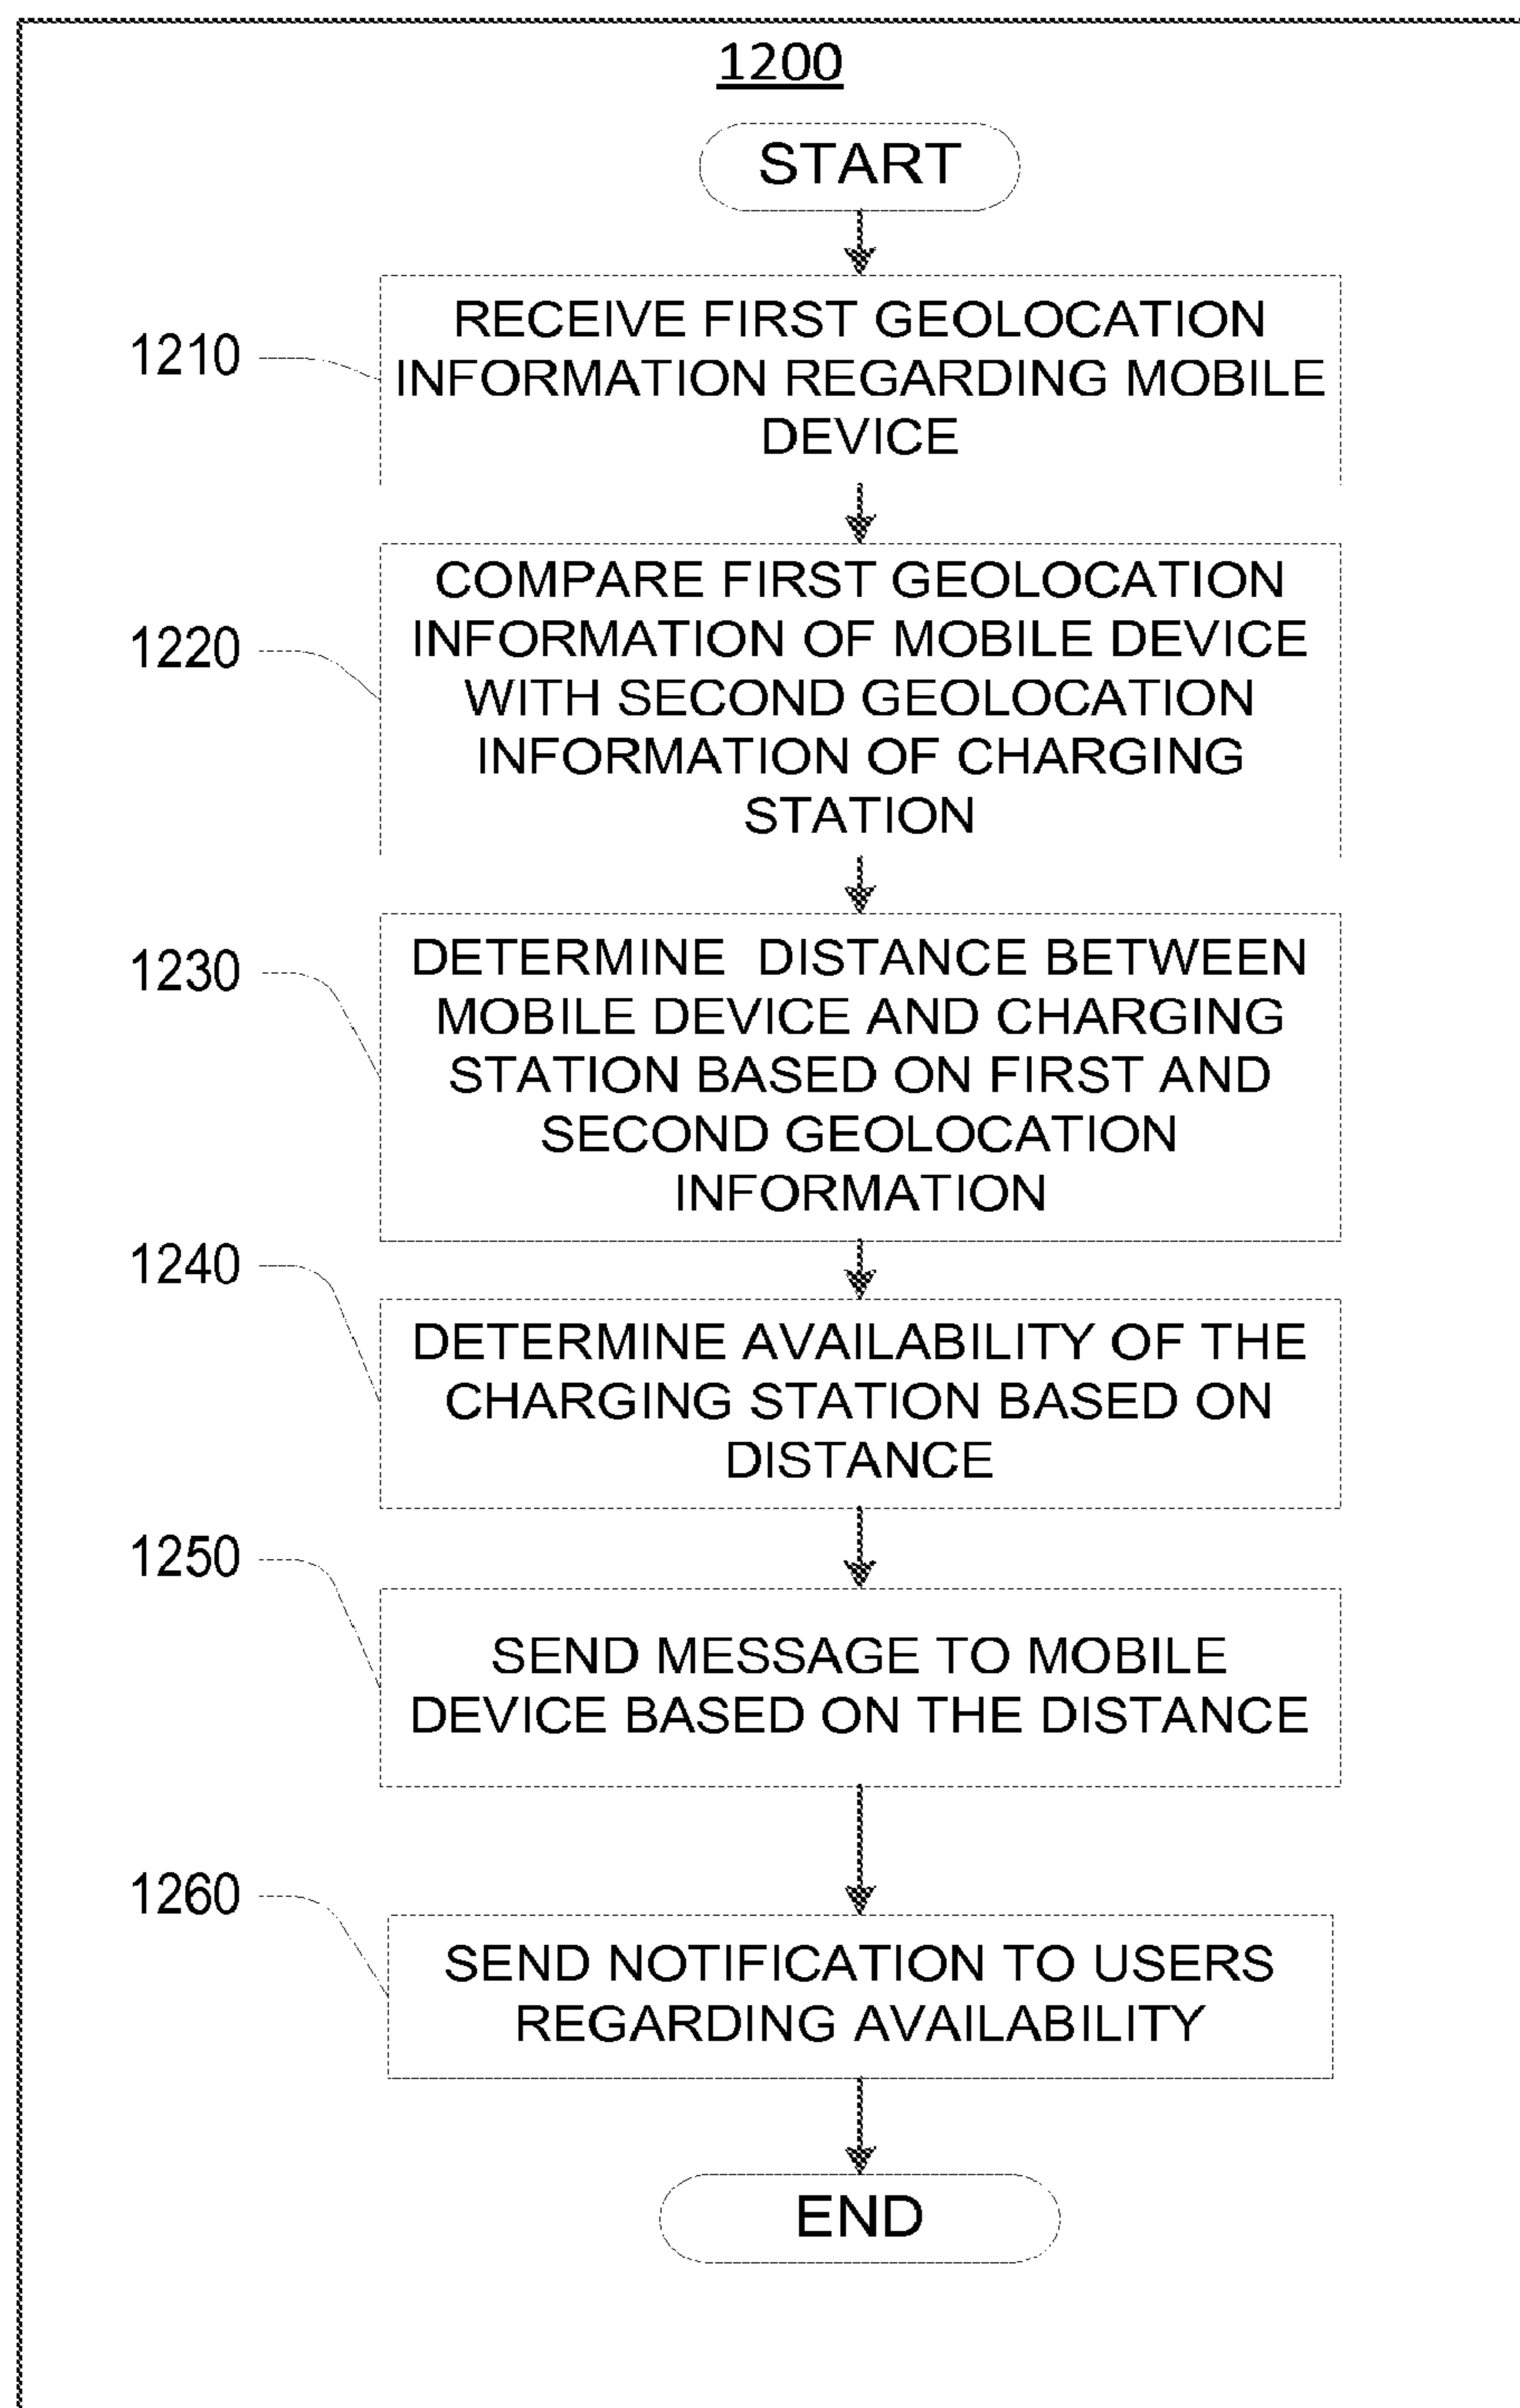 1200
START
1210
RECEIVE FIRST GEOLOCATION
INFORMATION REGARDING MOBILE
DEVICE
1220
COMPARE FIRST GEOLOCATION
INFORMATION OF MOBILE DEVICE
WITH SECOND GEOLOCATION
INFORMATION OF CHARGING
STATION
1230
DETERMINE DISTANCE BETWEEN
MOBILE DEVICE AND CHARGING
STATION BASED ON FIRST AND
SECOND GEOLOCATION
INFORMATION
1240
DETERMINE AVAILABILITY OF THE
CHARGING STATION BASED ON
DISTANCE
1250
SEND MESSAGE TO MOBILE
DEVICE BASED ON THE DISTANCE
1260
SEND NOTIFICATION TO USERS
REGARDING AVAILABILITY
END